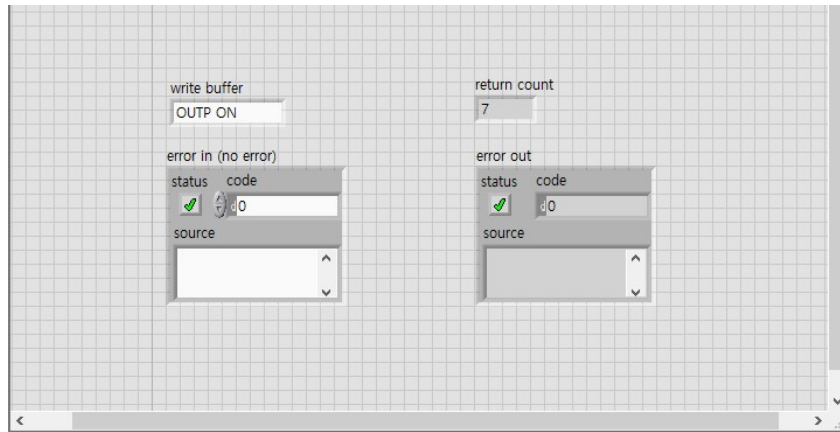 write buffer
OUTP ON
return count
7
error in (no error)
status code
d 0
source
error out
status code
d 0
source